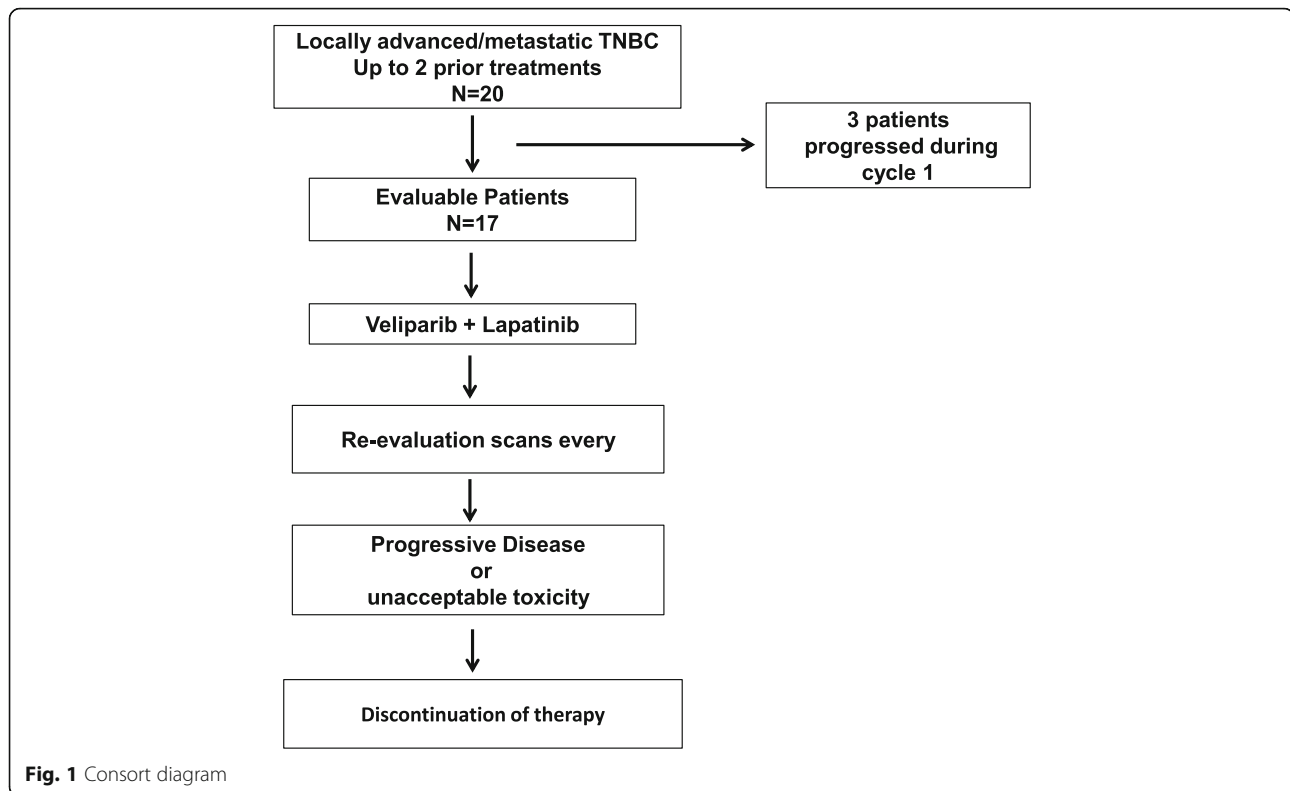 Locally advanced/metastatic TNBC
Up to 2 prior treatments
N=20
3 patients
progressed during
cycle 1
Evaluable Patients
N=17
Veliparib + Lapatinib
Re-evaluation scans every
Progressive Disease
or
unacceptable toxicity
Discontinuation of therapy
Fig. 1 Consort diagram